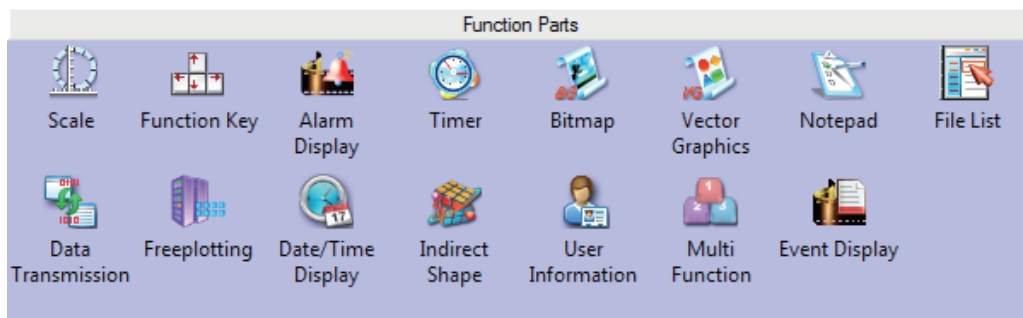 Function Parts
Scale Function Key Alarm Display Timer Bitmap Vector Graphics Notepad File List
Data Transmission Freeplotting Date/Time Display Indirect Shape User Information Multi Function Event Display